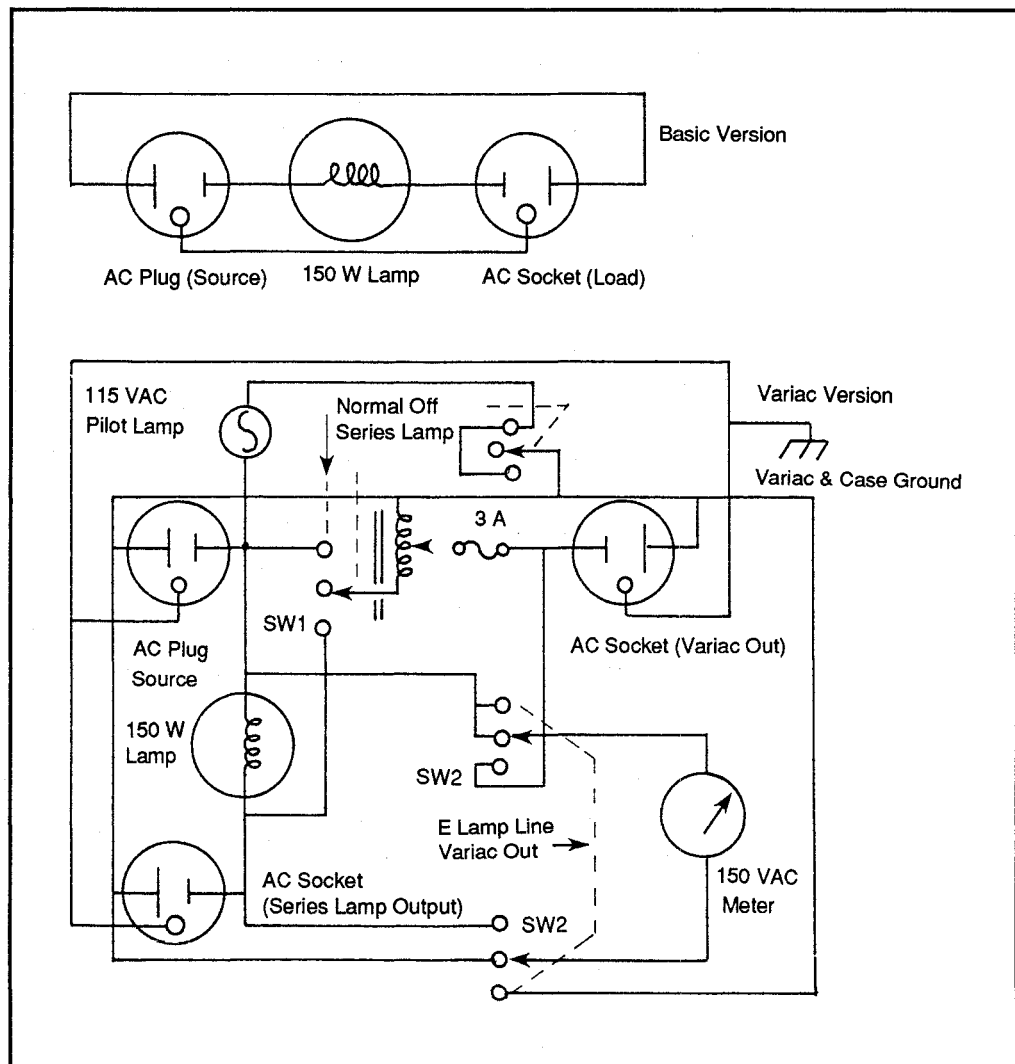 Basic Version
AC Plug (Source)
150 W Lamp
AC Socket (Load)
115 VAC
Pilot Lamp
Normal Off
Series Lamp
Variac Version
Variac & Case Ground
3 A
SW1
AC Plug
Source
AC Socket (Variac Out)
150 W
Lamp
SW2
E Lamp Line
Variac Out
150 VAC
Meter
AC Socket
(Series Lamp Output)
SW2